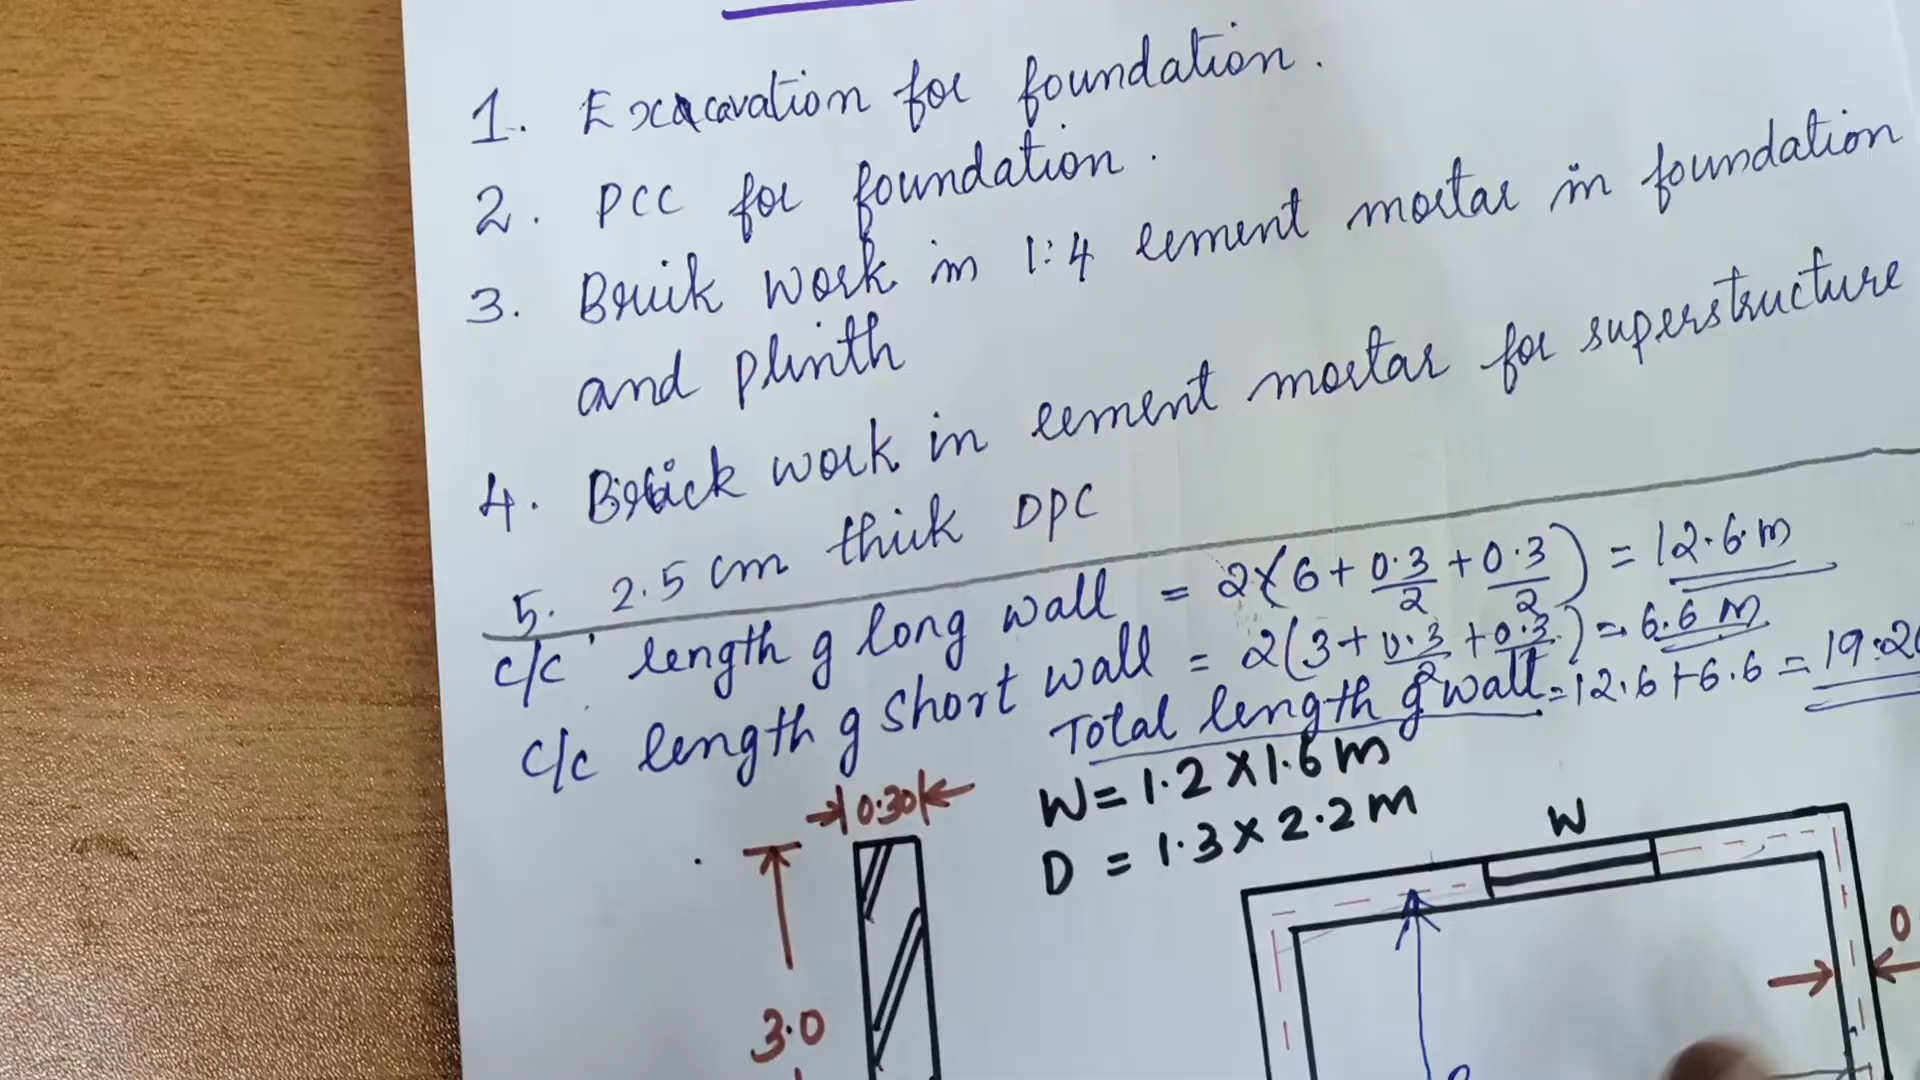 1. Excavation for foundation.
2. PCC for foundation.
3. Brick work in 1:4 cement mortar in foundation
and plinth
4. Brick work in cement mortar for superstructure
5. 2.5 cm thick DPC
c/c length of long wall = 2(6 + 0.3/2 + 0.3/2) = 12.6 m
c/c length of short wall = 2(3 + 0.3/2 + 0.3/2) = 6.6 m
Total length of wall = 12.6 + 6.6 = 19.20
W = 1.2 × 1.6 m
D = 1.3 × 2.2 m
0.30
W
3.0